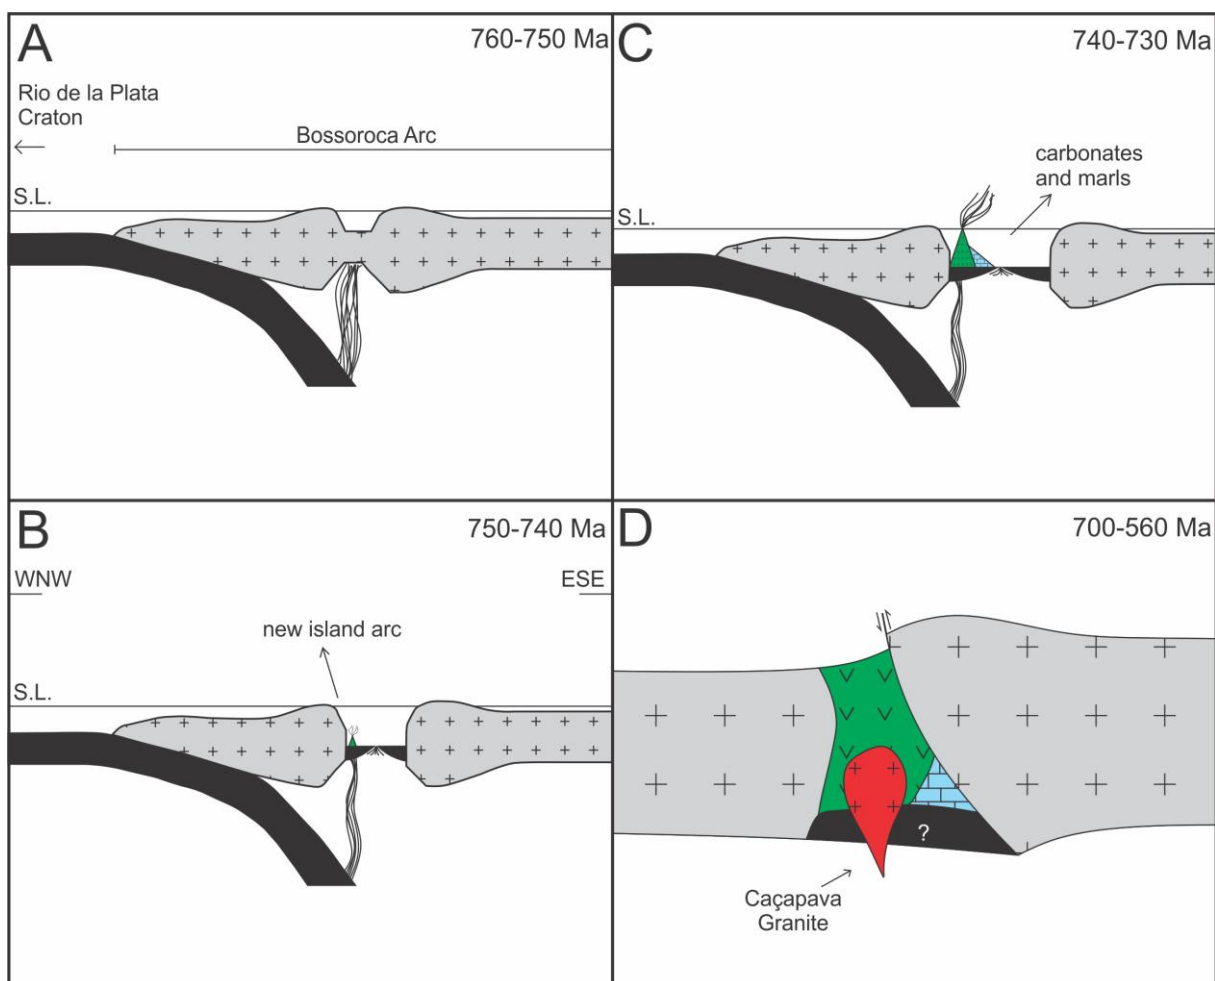 A
760-750 Ma
Rio de la Plata
Craton
Bossoroca Arc
S.L.
B
750-740 Ma
WNW
ESE
new island arc
S.L.
C
740-730 Ma
carbonates
and marls
S.L.
D
700-560 Ma
?
Caçapava
Granite